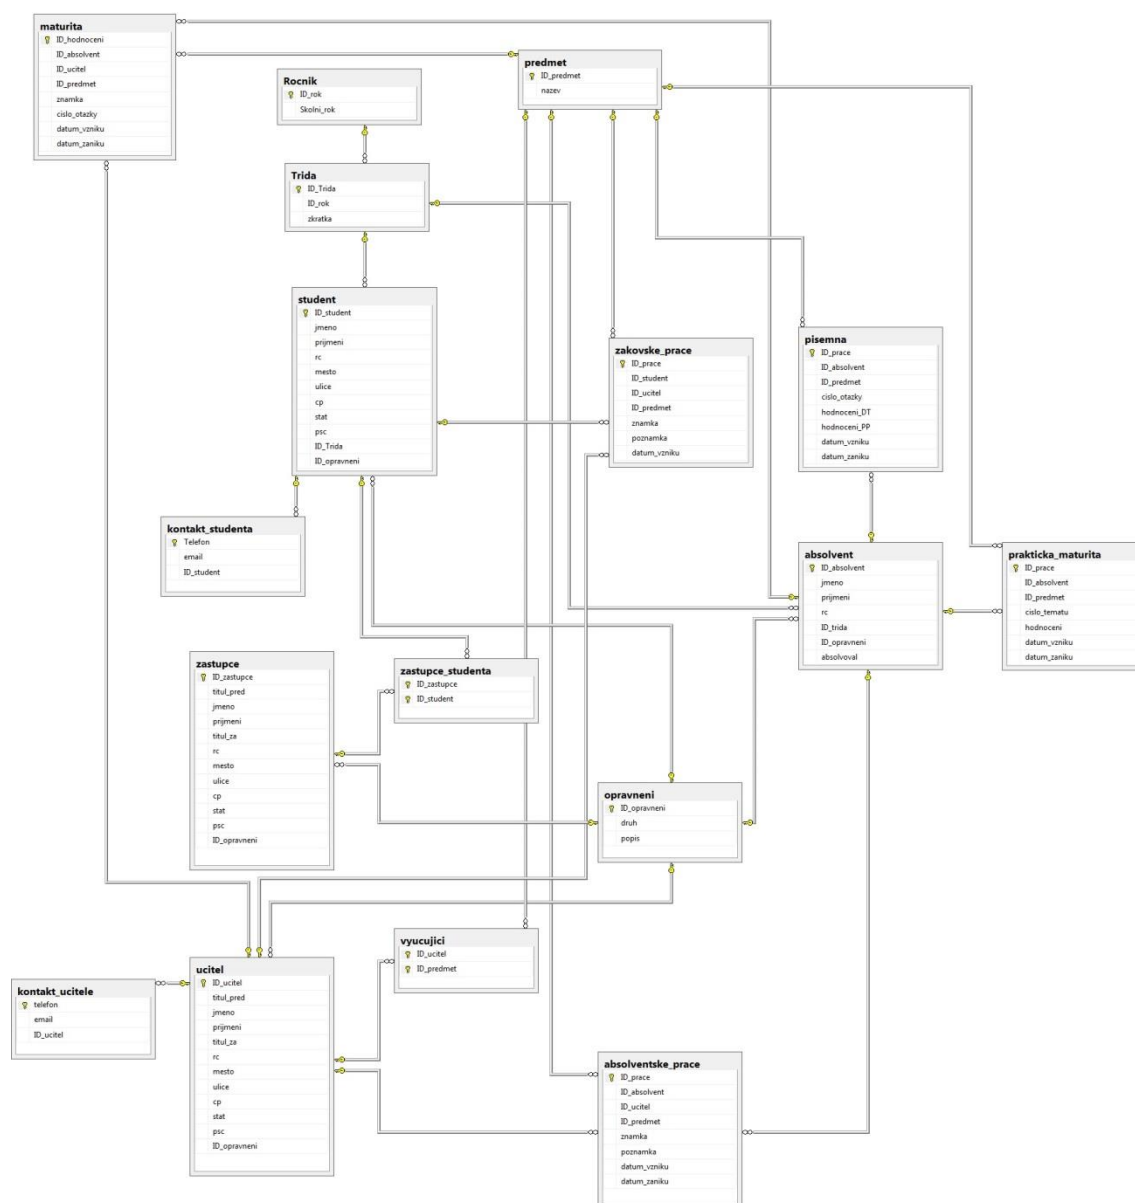 maturita
ID_hodnoceni
ID_absolvent
ID_ucitel
ID_predmet
znamka
cislo_otazky
datum_vzniku
datum_zaniku
predmet
ID_predmet
nazev
Rocnik
ID_rok
Skolni_rok
Trida
ID_Trida
ID_rok
zkratka
student
ID_student
jmeno
prijmeni
rc
mesto
ulice
cp
stat
psc
ID_Trida
ID_opravneni
zakovske_prace
ID_prace
ID_student
ID_ucitel
ID_predmet
znamka
poznamka
datum_vzniku
pisemna
ID_prace
ID_absolvent
ID_predmet
cislo_otazky
hodnoceni_DT
hodnoceni_PP
datum_vzniku
datum_zaniku
kontakt_studenta
Telefon
email
ID_student
absolvent
ID_absolvent
jmeno
prijmeni
rc
ID_trida
ID_opravneni
absolvoval
prakticka_maturita
ID_prace
ID_absolvent
ID_predmet
cislo_tematu
hodnoceni
datum_vzniku
datum_zaniku
zastupce
ID_zastupce
titul_pred
jmeno
prijmeni
titul_za
rc
mesto
ulice
cp
stat
psc
ID_opravneni
zastupce_studenta
ID_zastupce
ID_student
opravneni
ID_opravneni
druh
popis
vyucujici
ID_ucitel
ID_predmet
ucitel
ID_ucitel
titul_pred
jmeno
prijmeni
titul_za
rc
mesto
ulice
cp
stat
psc
ID_opravneni
kontakt_ucitele
telefon
email
ID_ucitel
absolventske_prace
ID_prace
ID_absolvent
ID_ucitel
ID_predmet
znamka
poznamka
datum_vzniku
datum_zaniku